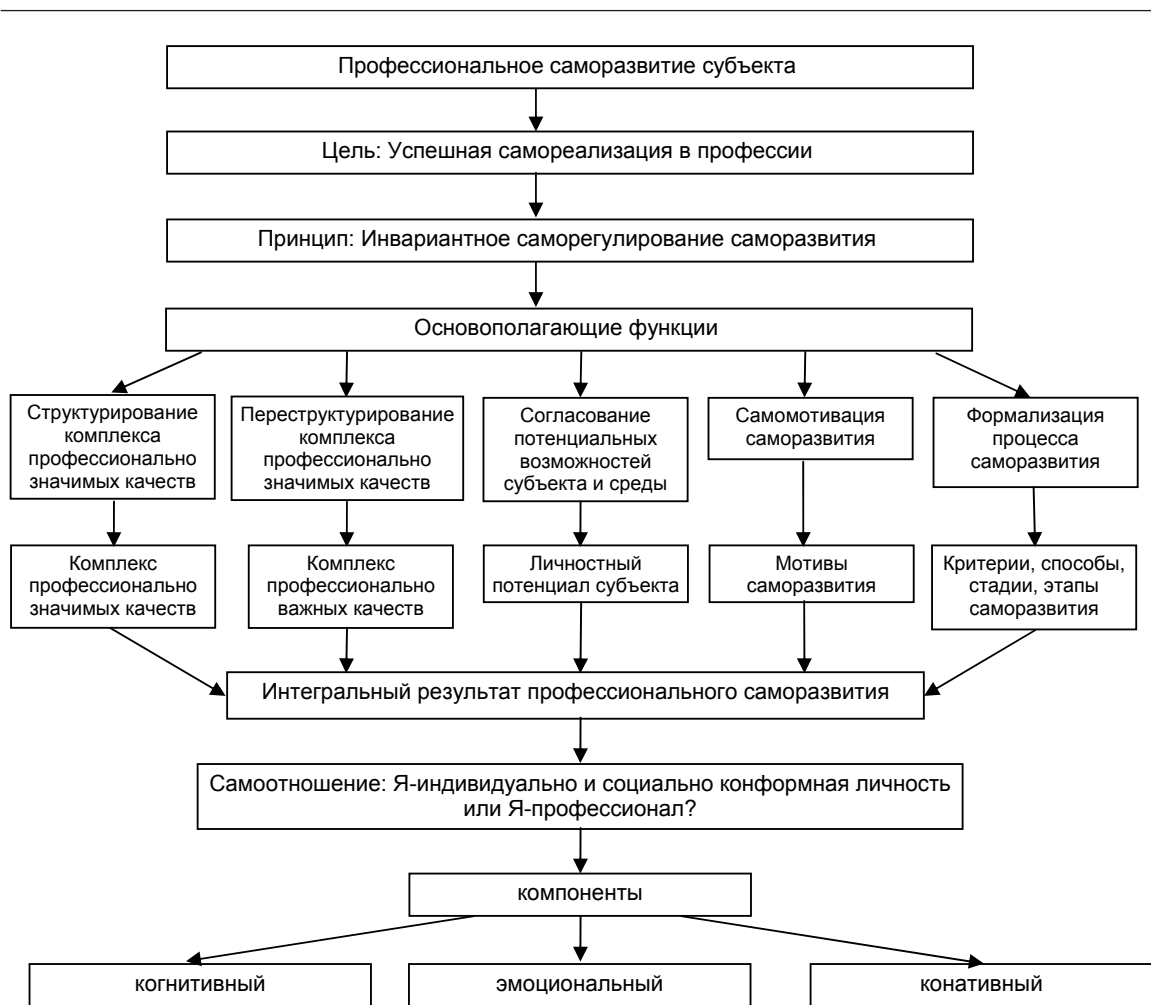 Профессиональное саморазвитие субъекта
Цель: Успешная самореализация в профессии
Принцип: Инвариантное саморегулирование саморазвития
Основополагающие функции
Структурирование
комплекса
профессионально
значимых качеств
Переструктурирование
комплекса
профессионально
значимых качеств
Согласование
потенциальных
возможностей
субъекта и среды
Самомотивация
саморазвития
Формализация
процесса
саморазвития
Комплекс
профессионально
значимых качеств
Комплекс
профессионально
важных качеств
Личностный
потенциал субъекта
Мотивы
саморазвития
Критерии, способы,
стадии, этапы
саморазвития
Интегральный результат профессионального саморазвития
Самоотношение: Я-индивидуально и социально конформная личность
или Я-профессионал?
компоненты
когнитивный
эмоциональный
конативный